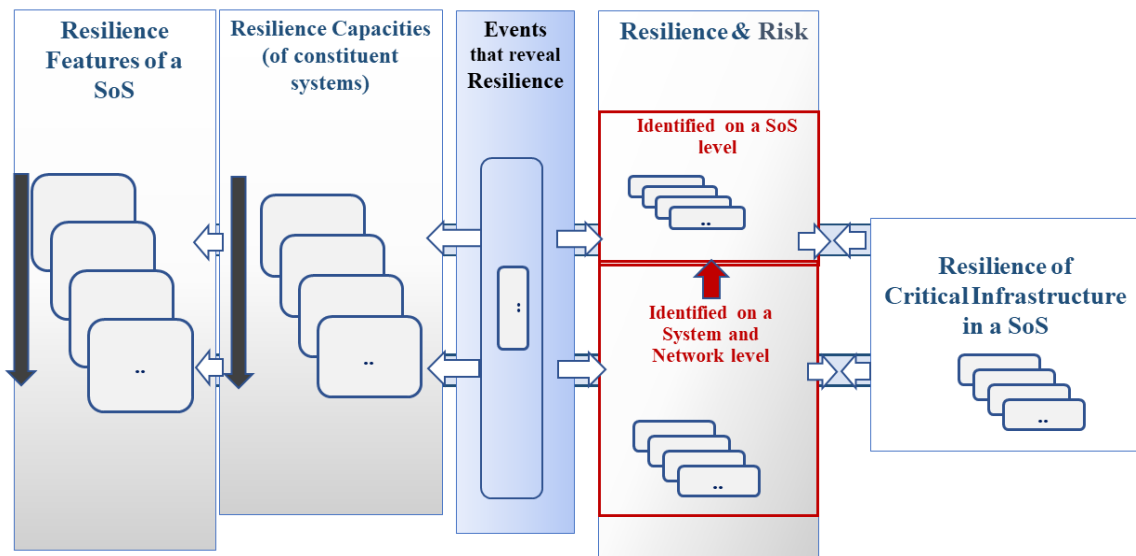 Resilience
Features of a
SoS
..
Resilience Capacities
(of constituent
systems)
..
Events
that reveal
Resilience
:
Resilience & Risk
Identified on a SoS
level
..
Identified on a
System and
Network level
..
Resilience of
Critical Infrastructure
in a SoS
..